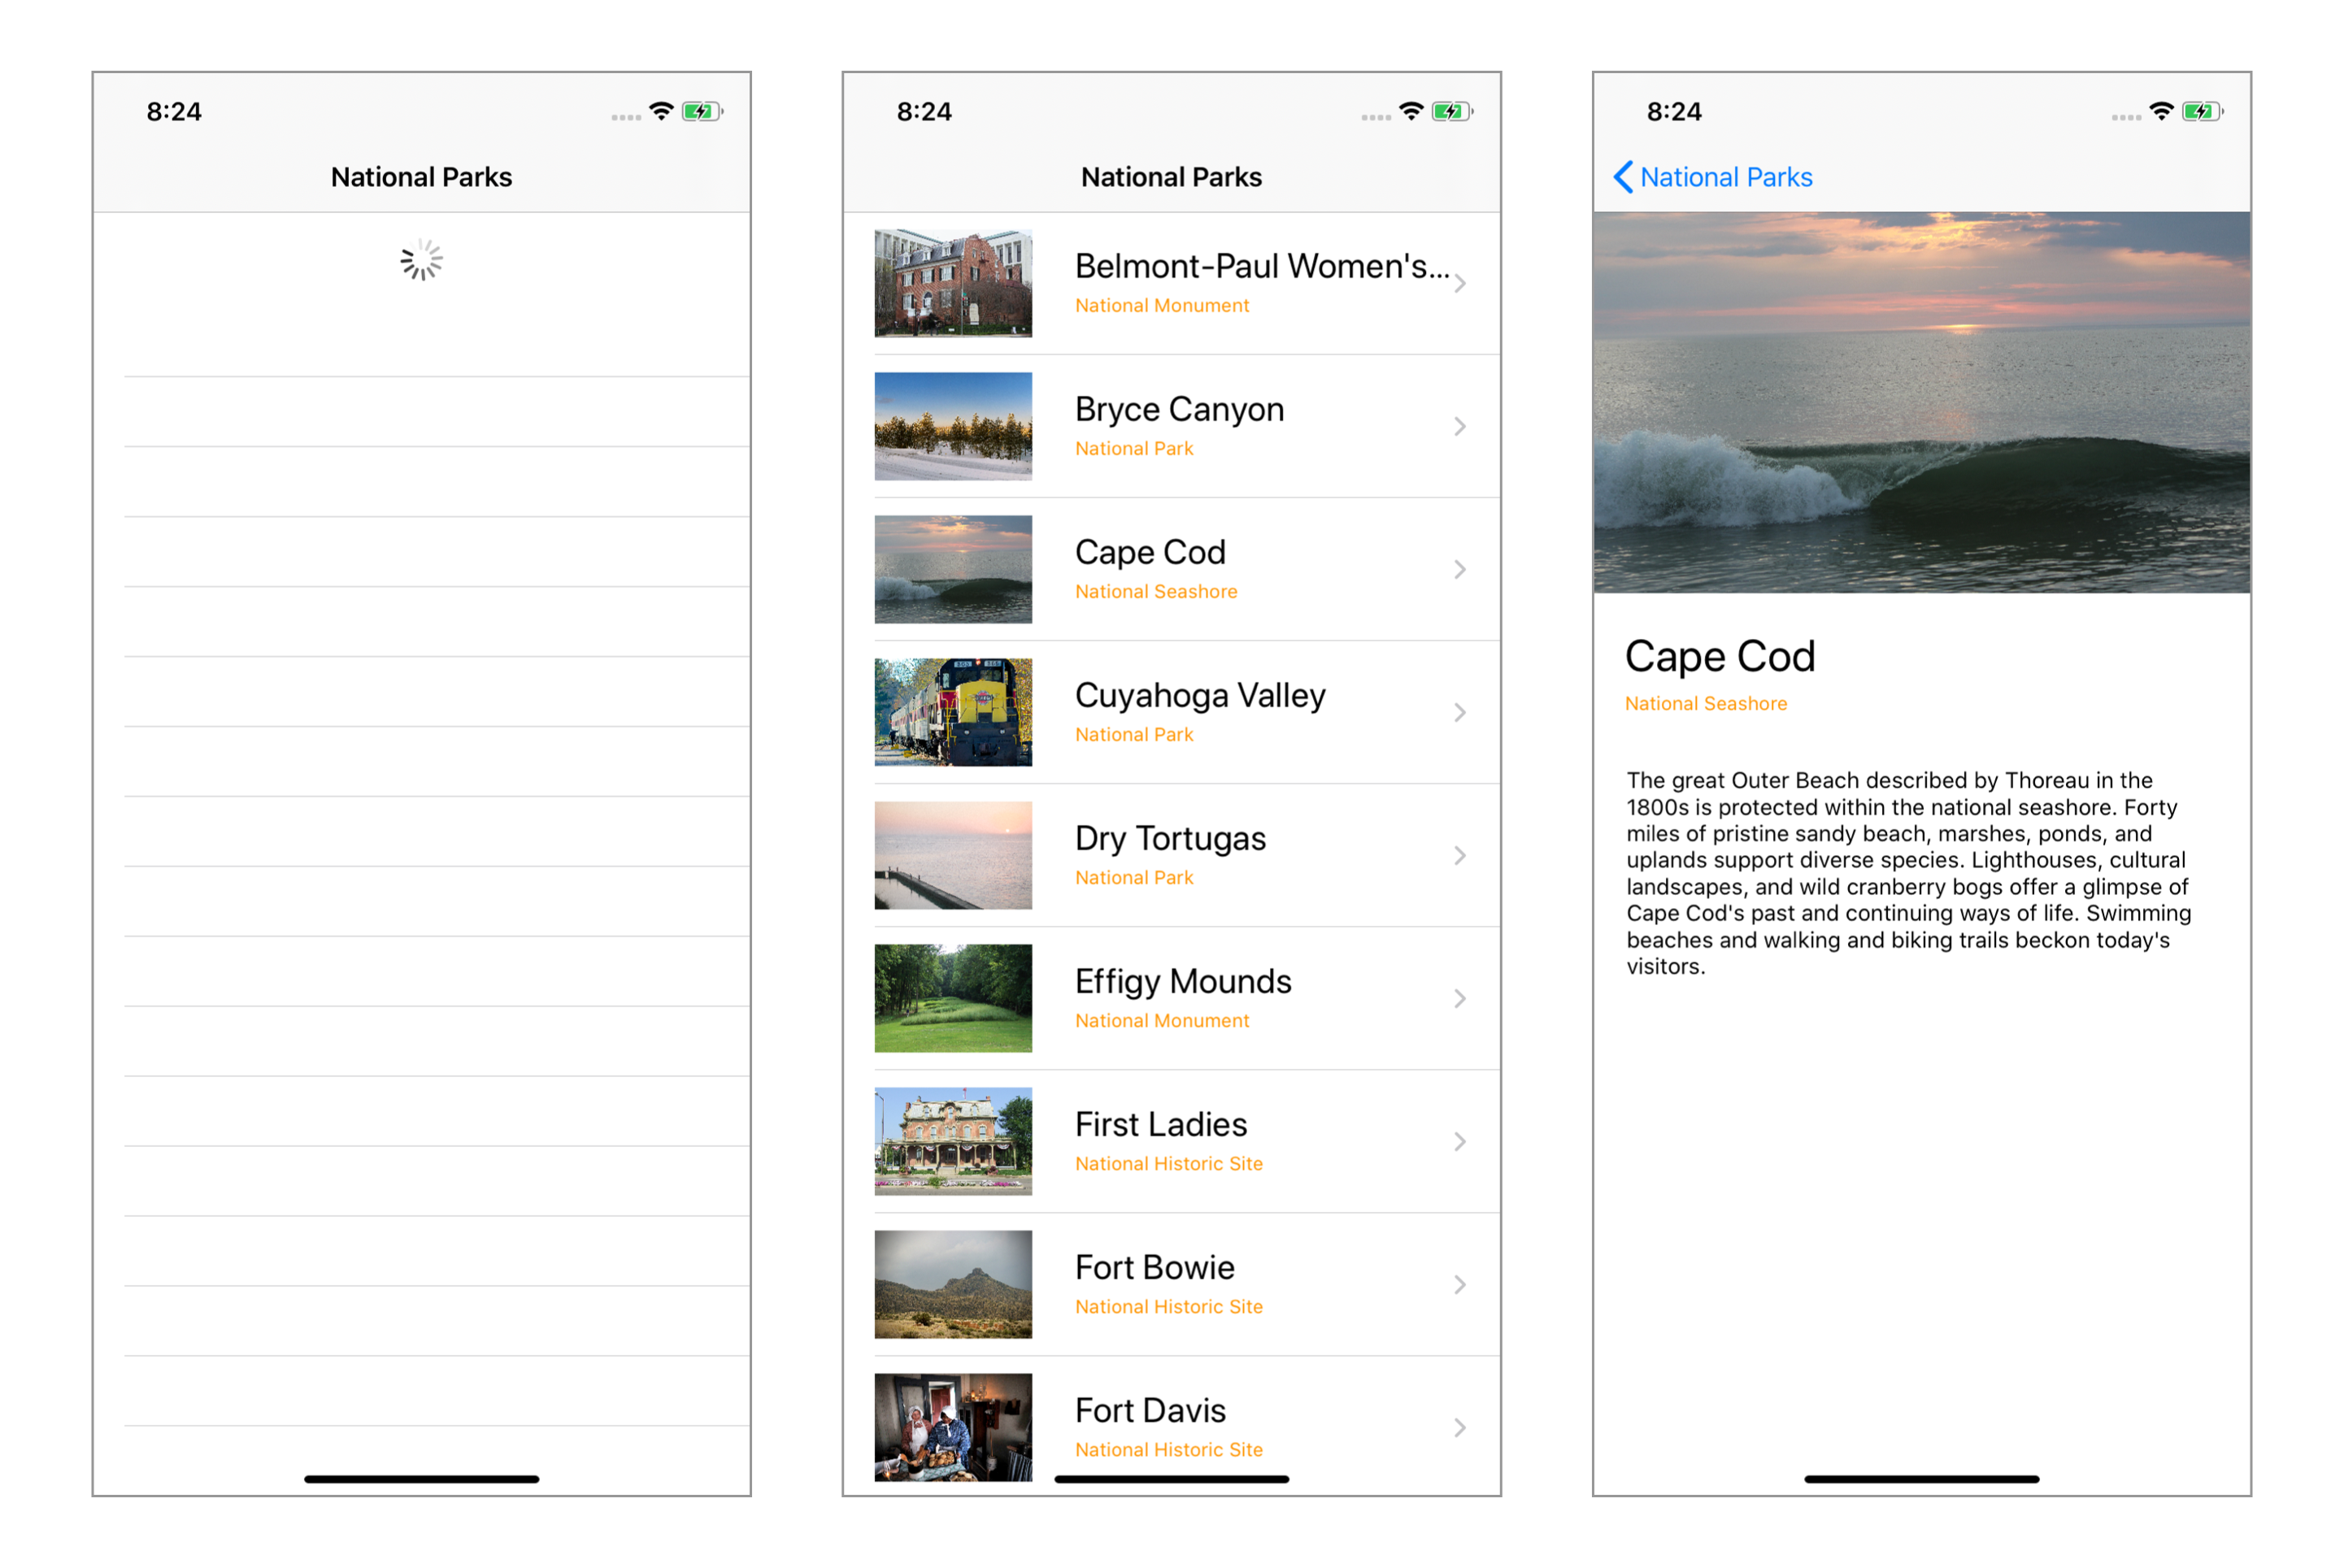 8:24
National Parks
8:24
National Parks
Belmont-Paul Women's...
National Monument
Bryce Canyon
National Park
Cape Cod
National Seashore
Cuyahoga Valley
National Park
Dry Tortugas
National Park
Effigy Mounds
National Monument
First Ladies
National Historic Site
Fort Bowie
National Historic Site
Fort Davis
National Historic Site
8:24
National Parks
Cape Cod
National Seashore
The great Outer Beach described by Thoreau in the
1800s is protected within the national seashore. Forty
miles of pristine sandy beach, marshes, ponds, and
uplands support diverse species. Lighthouses, cultural
landscapes, and wild cranberry bogs offer a glimpse of
Cape Cod's past and continuing ways of life. Swimming
beaches and walking and biking trails beckon today's
visitors.